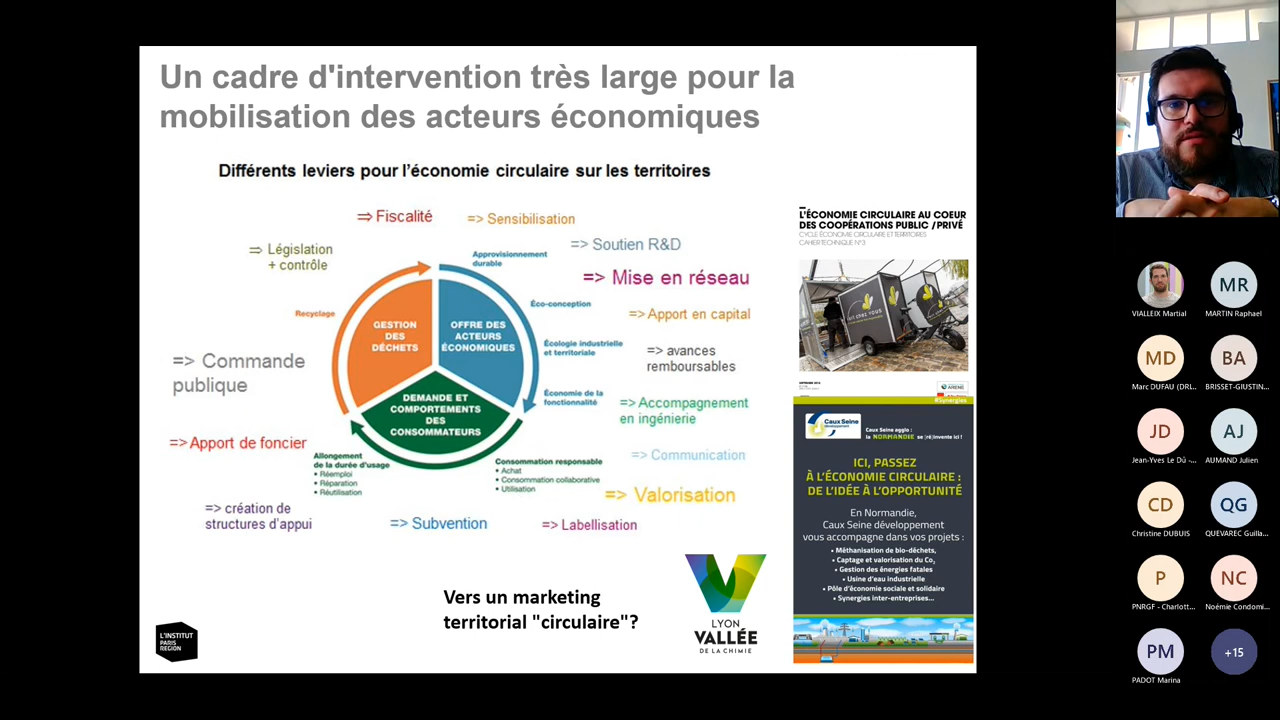 Un cadre d'intervention très large pour la
mobilisation des acteurs économiques
Différents leviers pour l'économie circulaire sur les territoires
⇒ Fiscalité
=> Sensibilisation
⇒ Législation
+ contrôle
=> Soutien R&D
=> Mise en réseau
=> Apport en capital
=> avances
remboursables
=> Accompagnement
en ingénierie
=> Communication
=> Valorisation
=> Labellisation
=> Subvention
=> création de
structures d'appui
=> Apport de foncier
=> Commande
publique
Approvisionnement
durable
Éco-conception
Écologie industrielle
et territoriale
Économie de la
fonctionnalité
Recyclage
GESTION
DES
DÉCHETS
OFFRE DES
ACTEURS
ÉCONOMIQUES
DEMANDE ET
COMPORTEMENTS
DES
CONSOMMATEURS
Allongement
de la durée d'usage
• Réemploi
• Réparation
• Réutilisation
Consommation responsable
• Achat
• Consommation collaborative
• Utilisation
Vers un marketing
territorial "circulaire"?
L'INSTITUT
PARIS
REGION
LYON
VALLÉE
DE LA CHIMIE
L'ÉCONOMIE CIRCULAIRE AU COEUR
DES COOPÉRATIONS PUBLIC /PRIVÉ
CYCLE ÉCONOMIE CIRCULAIRE ET TERRITOIRES
CAHIER TECHNIQUE N°3
#Synergies
Caux Seine
développement
Caux Seine agglo :
la NORMANDIE se [ré]invente ici !
ICI, PASSEZ
À L'ÉCONOMIE CIRCULAIRE :
DE L'IDÉE À L'OPPORTUNITÉ
En Normandie,
Caux Seine développement
vous accompagne dans vos projets :
• Méthanisation de bio-déchets,
• Captage et valorisation du Co2
• Gestion des énergies fatales
• Usine d'eau industrielle
• Pôle d'économie sociale et solidaire
• Synergies inter-entreprises...
VIALLEIX Martial
MR
MARTIN Raphael
MD
Marc DUFAU (DRI...
BA
BRISSET-GIUSTIN...
JD
Jean-Yves Le Dû -...
AJ
AUMAND Julien
CD
Christine DUBUIS
QG
QUEVAREC Guilla...
P
PNRGF - Charlott...
NC
Noémie Condomi...
PM
PADOT Marina
+15